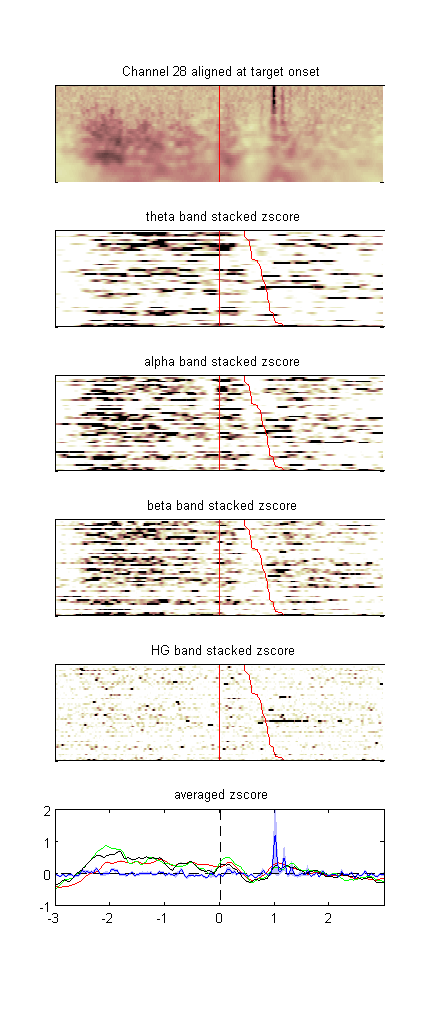 Channel 28 aligned at target onset
theta band stacked zscore
alpha band stacked zscore
beta band stacked zscore
HG band stacked zscore
averaged zscore
2
1
0
-1
-3 -2 -1 0 1 2